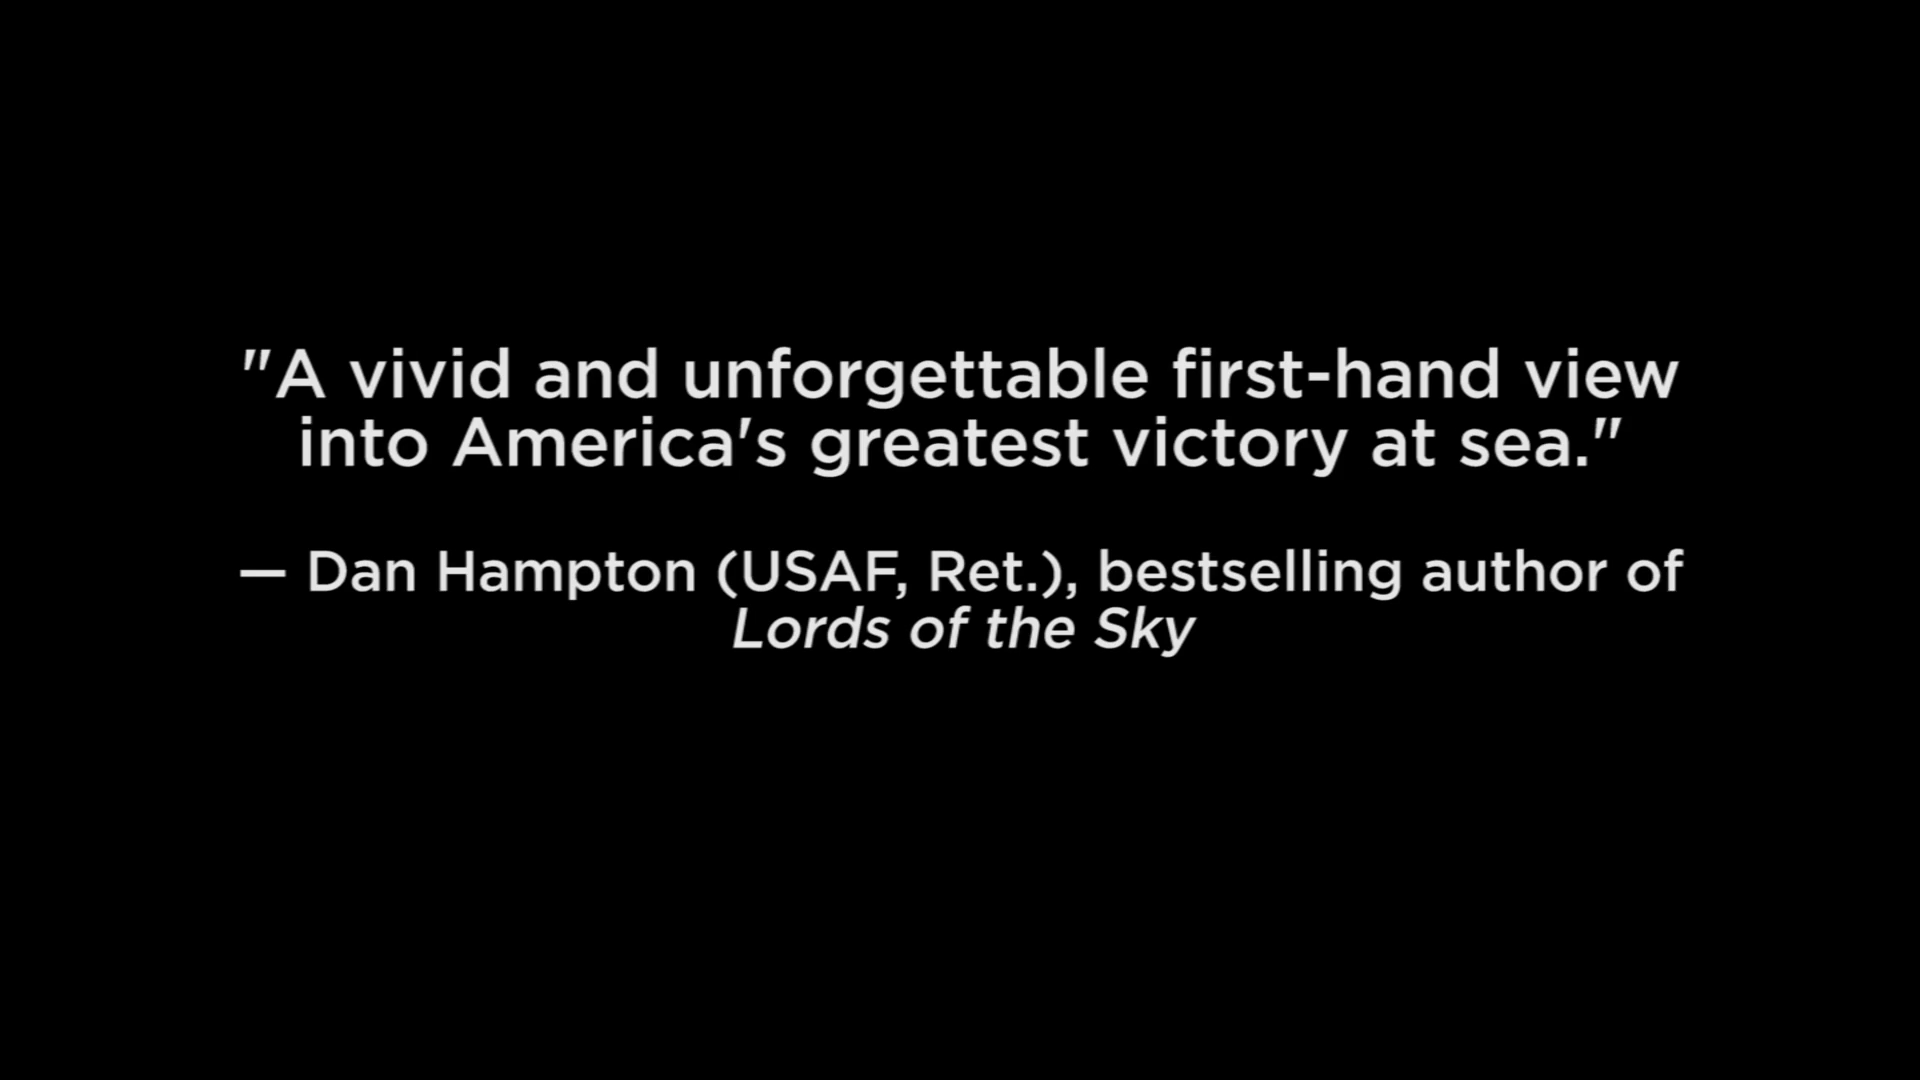 "A vivid and unforgettable first-hand view
into America's greatest victory at sea."
— Dan Hampton (USAF, Ret.), bestselling author of
Lords of the Sky